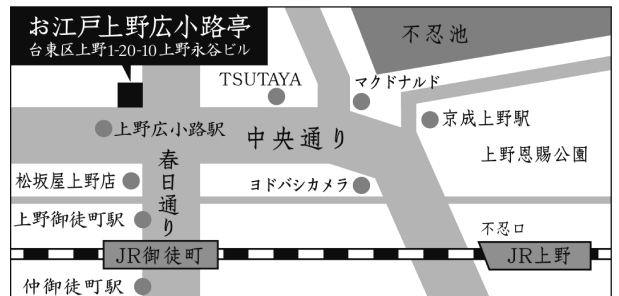 お江戸上野広小路亭
台東区上野1-20-10 上野永谷ビル
不忍池
TSUTAYA
マクドナルド
上野広小路駅
中央通り
京成上野駅
上野恩賜公園
春日通り
松坂屋上野店
ヨドバシカメラ
上野御徒町駅
不忍口
JR御徒町
JR上野
仲御徒町駅